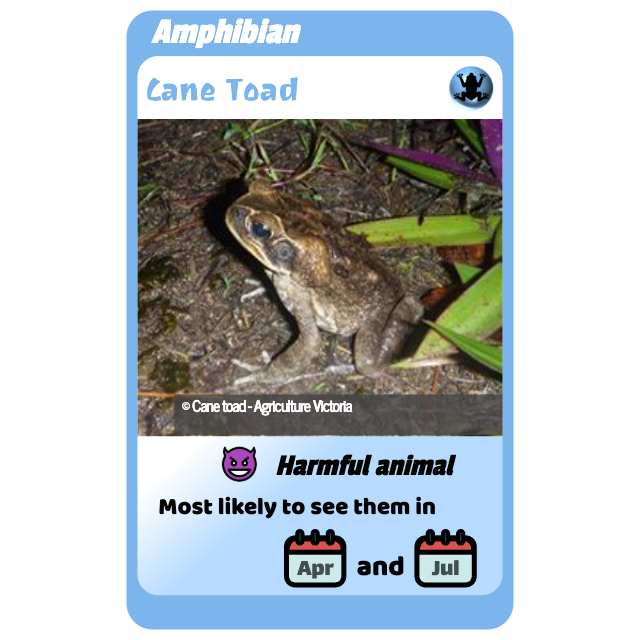 Amphibian
Cane Toad
© Cane toad - Agriculture Victoria
Harmful animal
Most likely to see them in
Apr and Jul